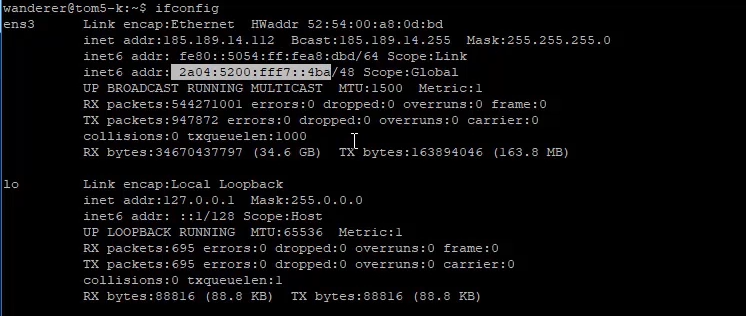 wanderer@tom5-k:~$ ifconfig
ens3      Link encap:Ethernet  HWaddr 52:54:00:a8:0d:bd
          inet addr:185.189.14.112  Bcast:185.189.14.255  Mask:255.255.255.0
          inet6 addr: fe80::5054:ff:fea8:dbd/64 Scope:Link
          inet6 addr: 2a04:5200:fff7::4ba/48 Scope:Global
          UP BROADCAST RUNNING MULTICAST  MTU:1500  Metric:1
          RX packets:544271001 errors:0 dropped:0 overruns:0 frame:0
          TX packets:947872 errors:0 dropped:0 overruns:0 carrier:0
          collisions:0 txqueuelen:1000
          RX bytes:34670437797 (34.6 GB)  TX bytes:163894046 (163.8 MB)

lo        Link encap:Local Loopback
          inet addr:127.0.0.1  Mask:255.0.0.0
          inet6 addr: ::1/128 Scope:Host
          UP LOOPBACK RUNNING  MTU:65536  Metric:1
          RX packets:695 errors:0 dropped:0 overruns:0 frame:0
          TX packets:695 errors:0 dropped:0 overruns:0 carrier:0
          collisions:0 txqueuelen:1
          RX bytes:88816 (88.8 KB)  TX bytes:88816 (88.8 KB)